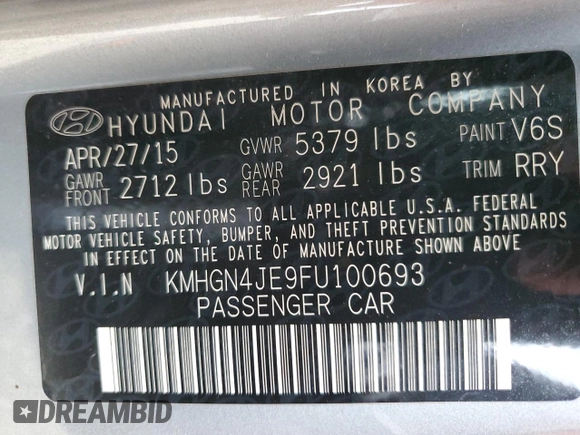 MANUFACTURED IN KOREA BY
HYUNDAI MOTOR COMPANY
APR/27/15 GVWR 5379 lbs PAINT V6S
GAWR FRONT 2712 lbs GAWR REAR 2921 lbs TRIM RRY
THIS VEHICLE CONFORMS TO ALL APPLICABLE U.S.A. FEDERAL
MOTOR VEHICLE SAFETY, BUMPER, AND THEFT PREVENTION STANDARDS
IN EFFECT ON THE DATE OF MANUFACTURE SHOWN ABOVE.
V.I.N KMHGN4JE9FU100693
PASSENGER CAR
DREAMBID